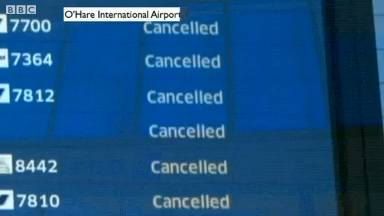 BBC
O'Hare International Airport
7700 Cancelled
7364 Cancelled
7812 Cancelled
Cancelled
8442 Cancelled
7810 Cancelled